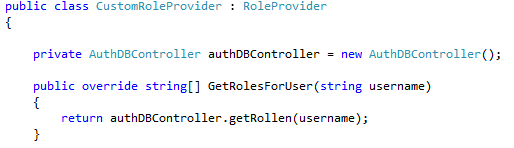 public class CustomRoleProvider : RoleProvider
{
private AuthDBController authDBController = new AuthDBController();
public override string[] GetRolesForUser(string username)
{
return authDBController.getRollen(username);
}